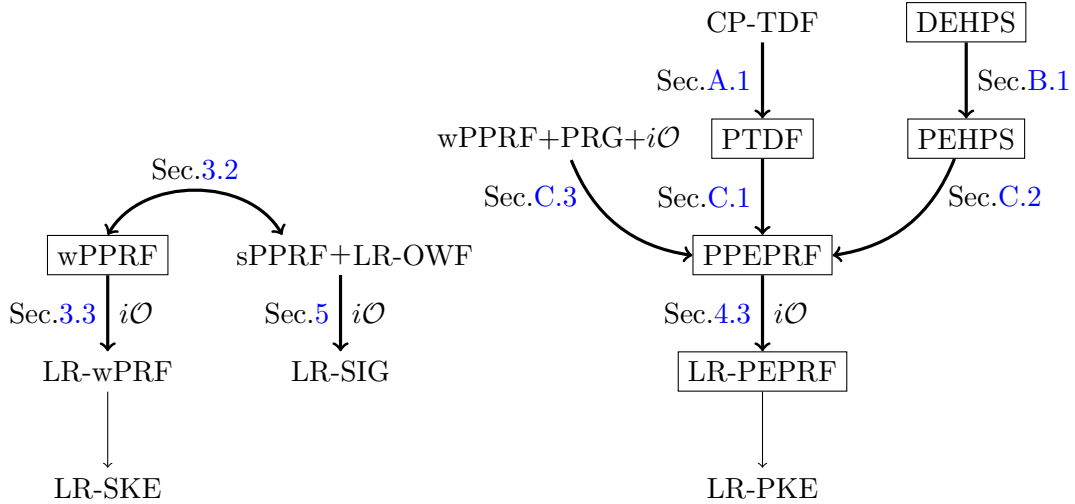 CP-TDF
DEHPS
Sec.A.1
Sec.B.1
wPPRF+PRG+iO
PTDF
PEHPS
Sec.3.2
Sec.C.3
Sec.C.1
Sec.C.2
wPPRF
sPPRF+LR-OWF
PPEPRF
Sec.3.3
iO
Sec.5
iO
Sec.4.3
iO
LR-wPRF
LR-SIG
LR-PEPRF
LR-SKE
LR-PKE